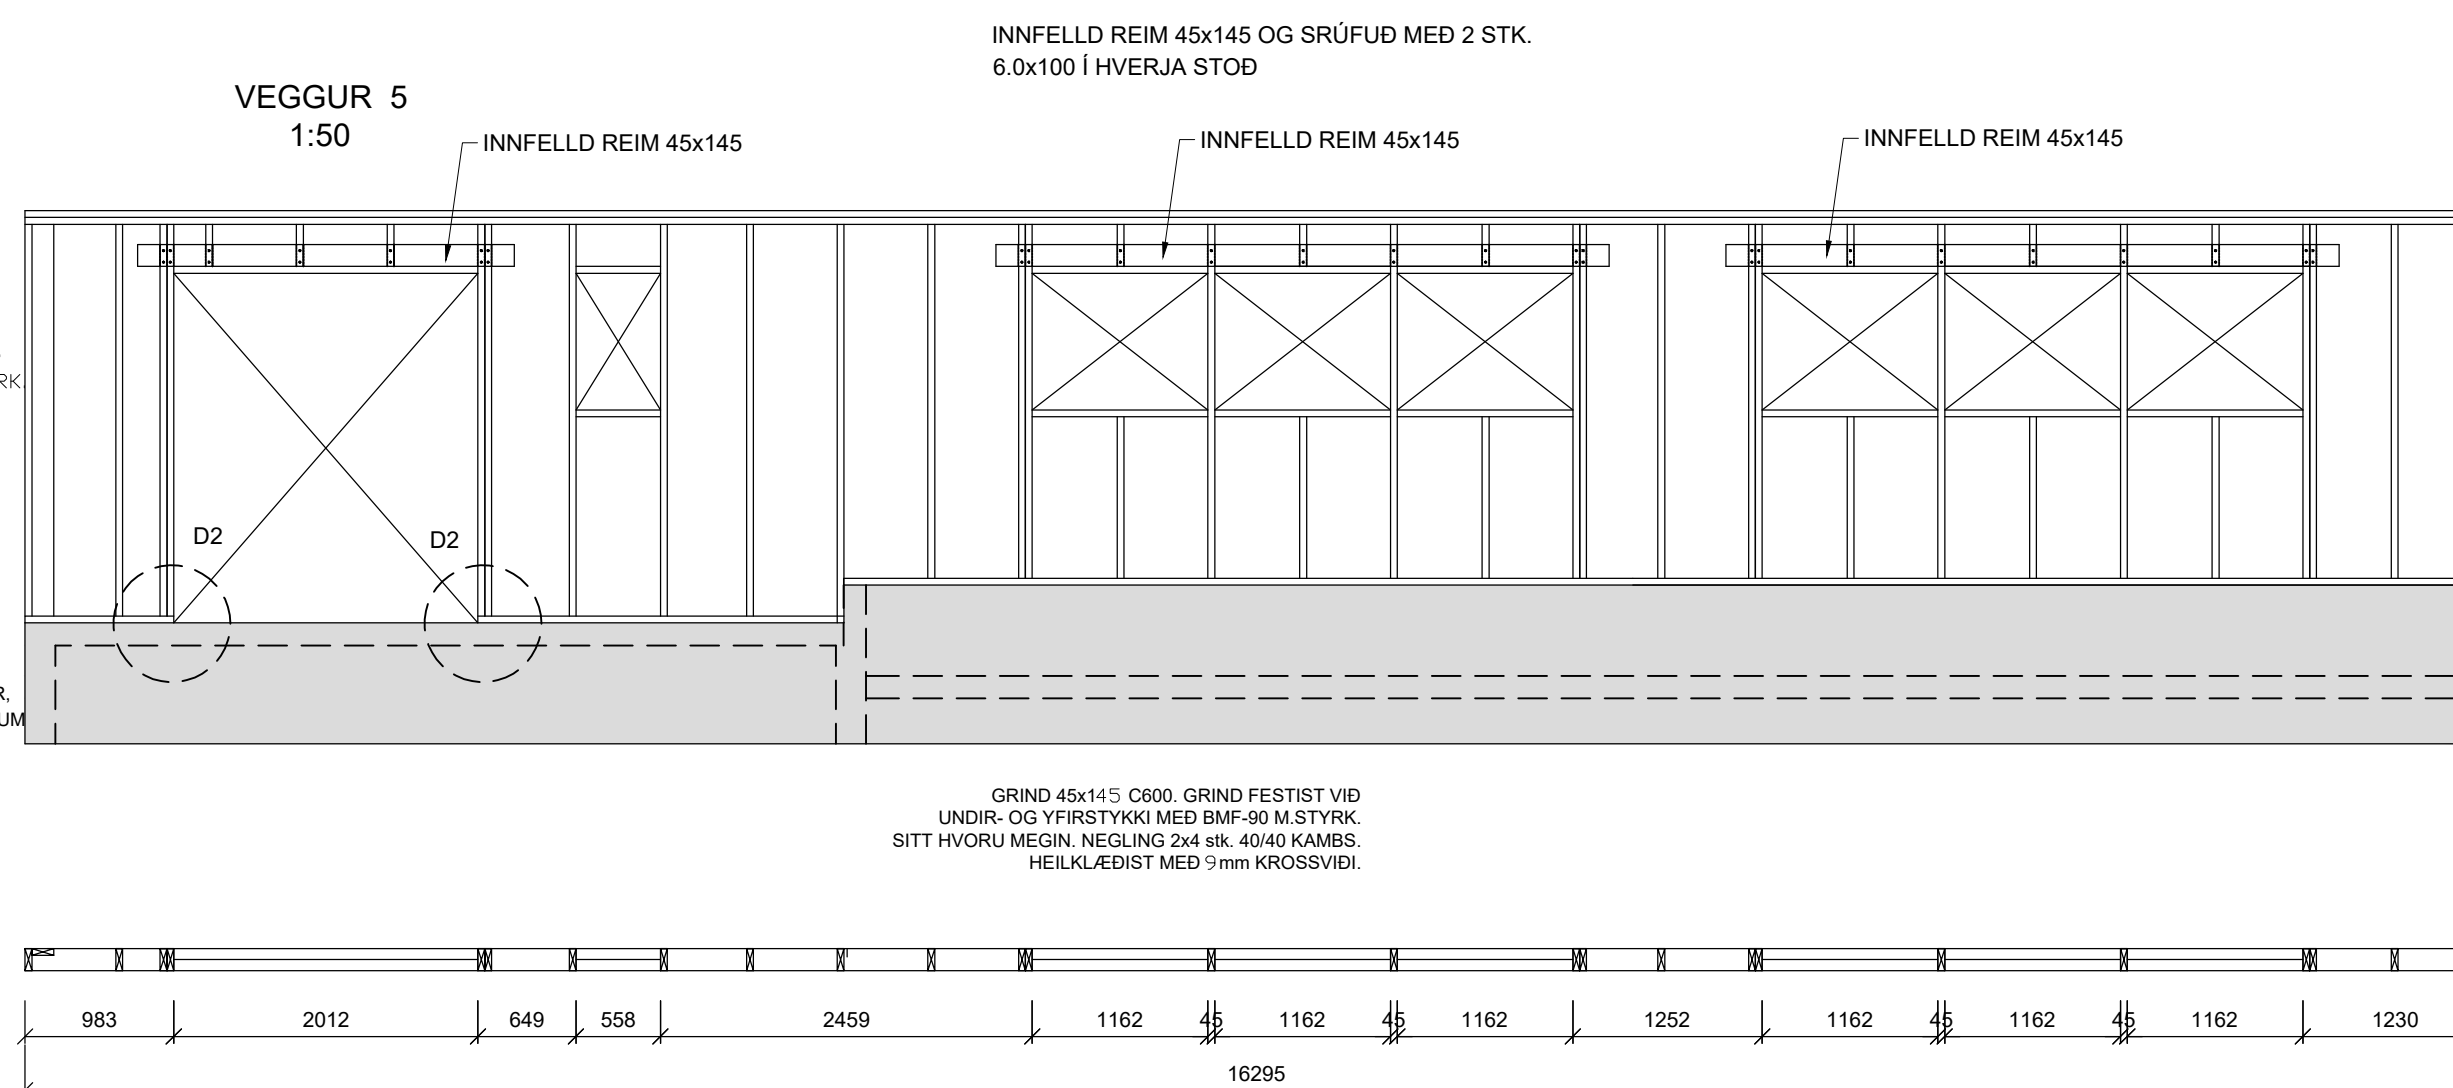 INNFELLD REIM 45x145 OG SRÚFUÐ MEÐ 2 STK.
6.0x100 Í HVERJA STOÐ
VEGGUR 5
1:50
INNFELLD REIM 45x145
INNFELLD REIM 45x145
INNFELLD REIM 45x145
RK.
D2
D2
R,
UM
GRIND 45x145 C600. GRIND FESTIST VIÐ
UNDIR- OG YFIRSTYKKI MEÐ BMF-90 M.STYRK.
SITT HVORU MEGIN. NEGLING 2x4 stk. 40/40 KAMBS.
HEILKLÆÐIST MEÐ 9mm KROSSVIÐI.
983 2012 649 558 2459 1162 45 1162 45 1162 1252 1162 45 1162 45 1162 1230
16295